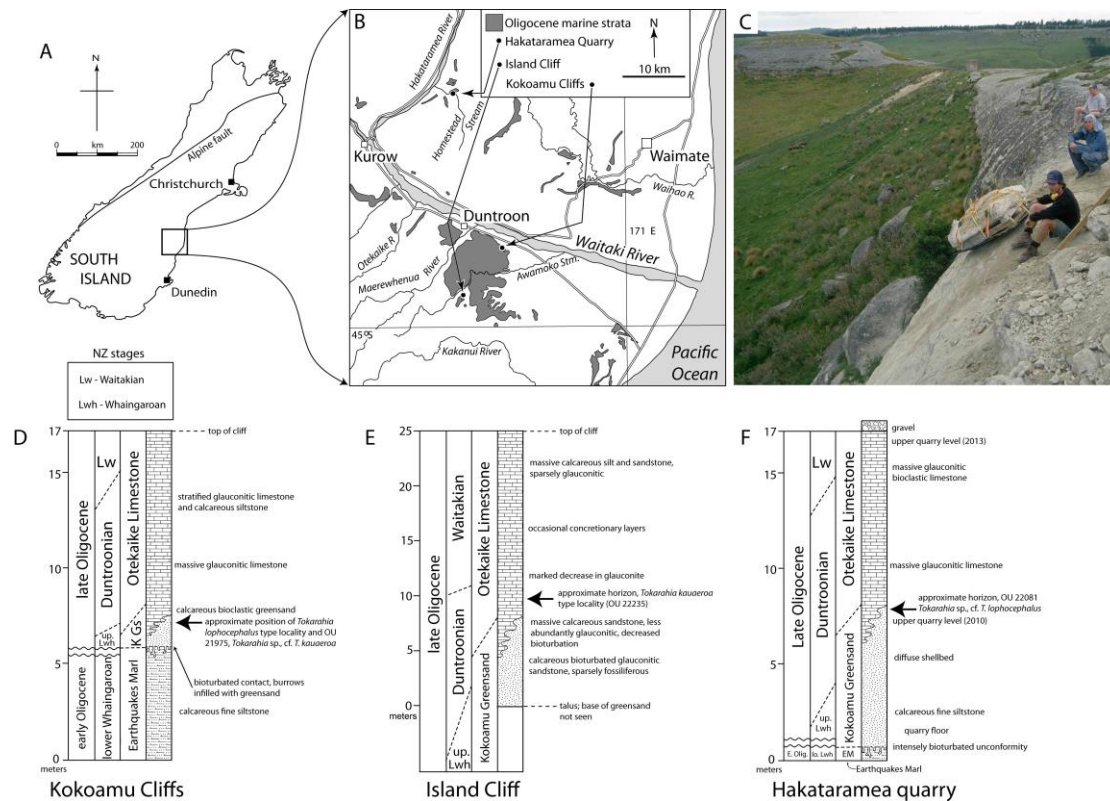 A
N
Alpine fault
0 100 200
km
Christchurch
SOUTH
ISLAND
Dunedin
B
Oligocene marine strata
Hakataramea Quarry
Island Cliff
Kokoamu Cliffs
N
10 km
Hakataramea River
Homestead
Stream
Kurow
Waimate
Waihao R.
Duntroon
171 E
Waitaki River
Otekaike R
Maerewhenua River
Awamoko Stm.
45°S
Kakanui River
Pacific
Ocean
C
NZ stages
Lw - Waitakian
Lwh - Whaingaroan
D
17
15
10
5
0
meters
late Oligocene
early Oligocene
Lw
Duntroonian
up.
Lwh
lower Whaingaroan
Otekaike Limestone
K Gs
Earthquakes Marl
top of cliff
stratified glauconitic limestone
and calcareous siltstone
massive glauconitic limestone
calcareous bioclastic greensand
approximate position of Tokarahia
lophocephalus type locality and OU
21975, Tokarahia sp., cf. T. kauaeroa
bioturbated contact, burrows
infilled with greensand
calcareous fine siltstone
Kokoamu Cliffs
E
25
20
15
10
5
0
meters
late Oligocene
Waitakian
Duntroonian
up.
Lwh
Otekaike Limestone
Kokoamu Greensand
top of cliff
massive calcareous silt and sandstone,
sparsely glauconitic
occasional concretionary layers
marked decrease in glauconite
approximate horizon, Tokarahia kauaeroa
type locality (OU 22235)
massive calcareous sandstone, less
abundantly glauconitic, decreased
bioturbation
calcareous bioturbated glauconitic
sandstone, sparsely fossiliferous
talus; base of greensand
not seen
Island Cliff
F
17
15
10
5
0
meters
Late Oligocene
E. Olig.
Lw
Duntroonian
up.
Lwh
lo. Lwh
Otekaike Limestone
Kokoamu Greensand
EM
gravel
upper quarry level (2013)
massive glauconitic
bioclastic limestone
massive glauconitic limestone
approximate horizon, OU 22081
Tokarahia sp., cf. T. lophocephalus
upper quarry level (2010)
diffuse shellbed
calcareous fine siltstone
quarry floor
intensely bioturbated unconformity
Earthquakes Marl
Hakataramea quarry